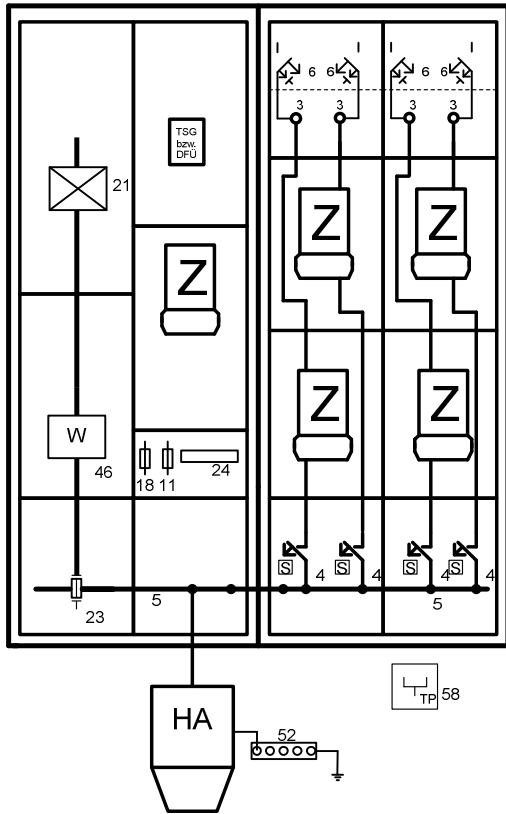 I I I I
6 6 6 6
3 3 3 3
TSG
bzw.
DFÜ
21
Z Z
Z
Z Z
W
46
18 11 24
S 4 S 4 S 4 S 4
23 5 5
HA
TP 58
52